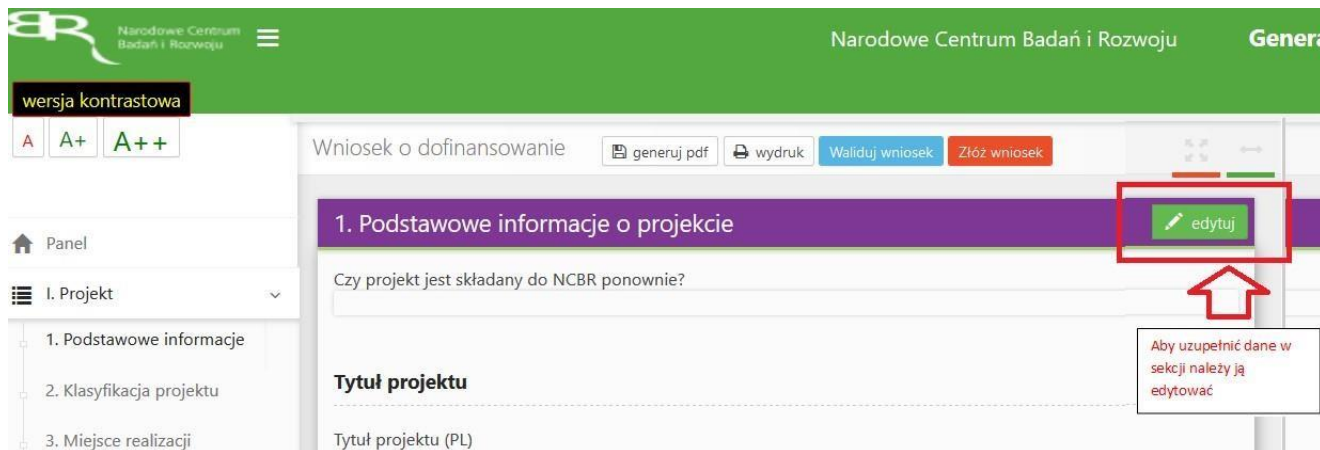 Narodowe Centrum
Badań i Rozwoju
Narodowe Centrum Badań i Rozwoju
Genera
wersja kontrastowa
A A+ A++
Wniosek o dofinansowanie
generuj pdf
wydruk
Waliduj wniosek
Złóż wniosek
1. Podstawowe informacje o projekcie
edytuj
Panel
Czy projekt jest składany do NCBR ponownie?
I. Projekt
1. Podstawowe informacje
2. Klasyfikacja projektu
3. Miejsce realizacji
Aby uzupełnić dane w
sekcji należy ją
edytować
Tytuł projektu
Tytuł projektu (PL)